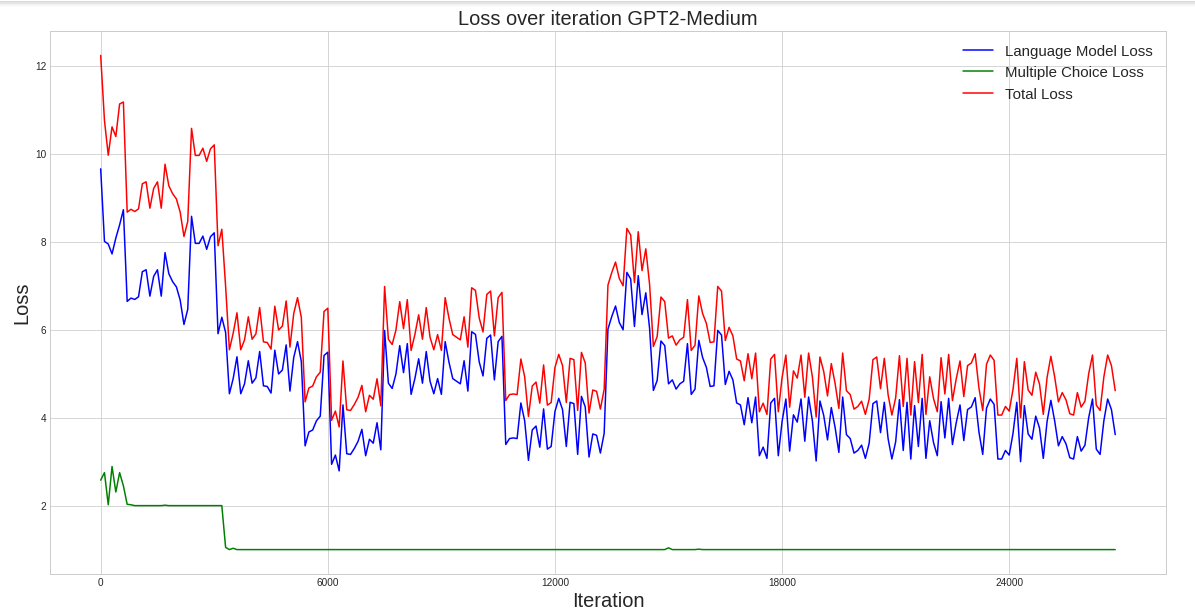 Loss over iteration GPT2-Medium
Language Model Loss
Multiple Choice Loss
Total Loss
Loss
12
10
8
6
4
2
0
6000
12000
18000
24000
Iteration